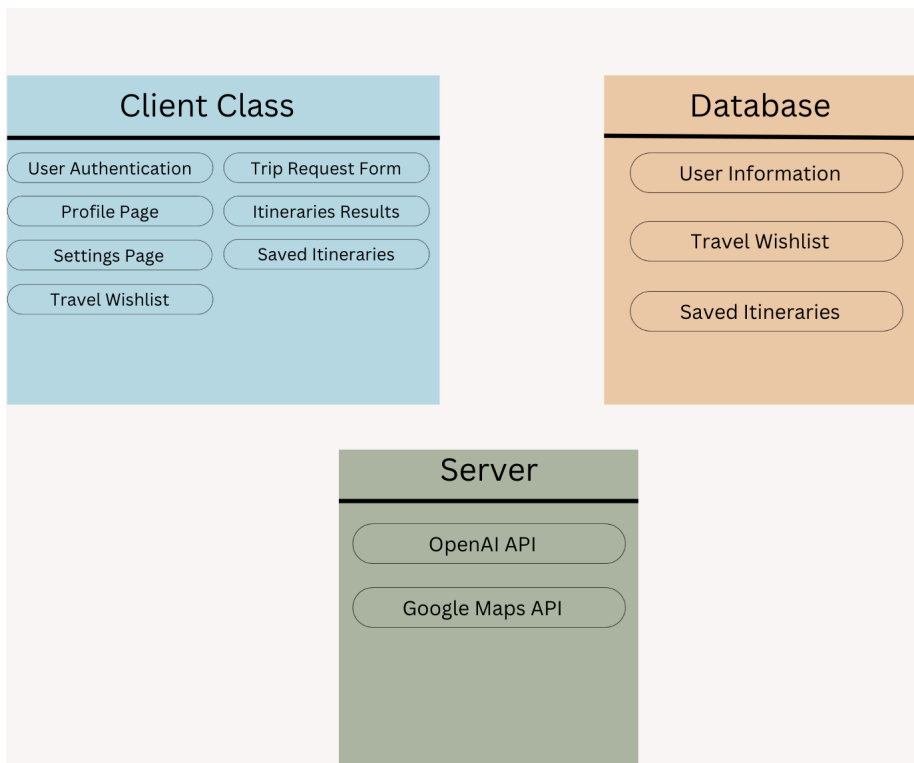 Client Class
User Authentication
Trip Request Form
Profile Page
Itineraries Results
Settings Page
Saved Itineraries
Travel Wishlist
Database
User Information
Travel Wishlist
Saved Itineraries
Server
OpenAI API
Google Maps API